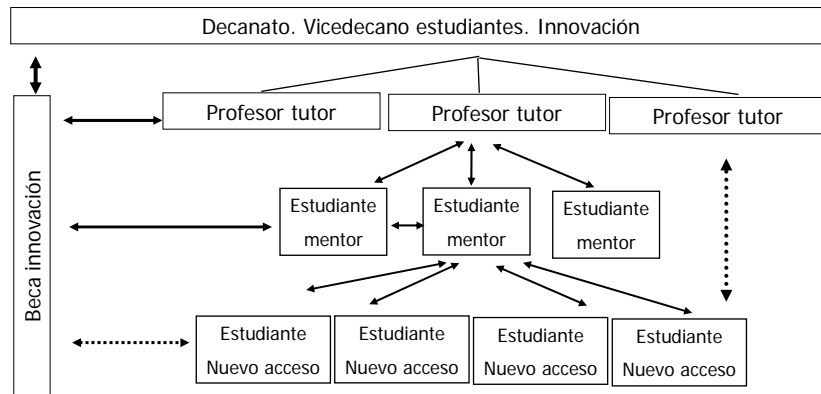 Decanato. Vicedecano estudiantes. Innovación
Beca innovación
Profesor tutor
Profesor tutor
Profesor tutor
Estudiante
mentor
Estudiante
mentor
Estudiante
mentor
Estudiante
Nuevo acceso
Estudiante
Nuevo acceso
Estudiante
Nuevo acceso
Estudiante
Nuevo acceso